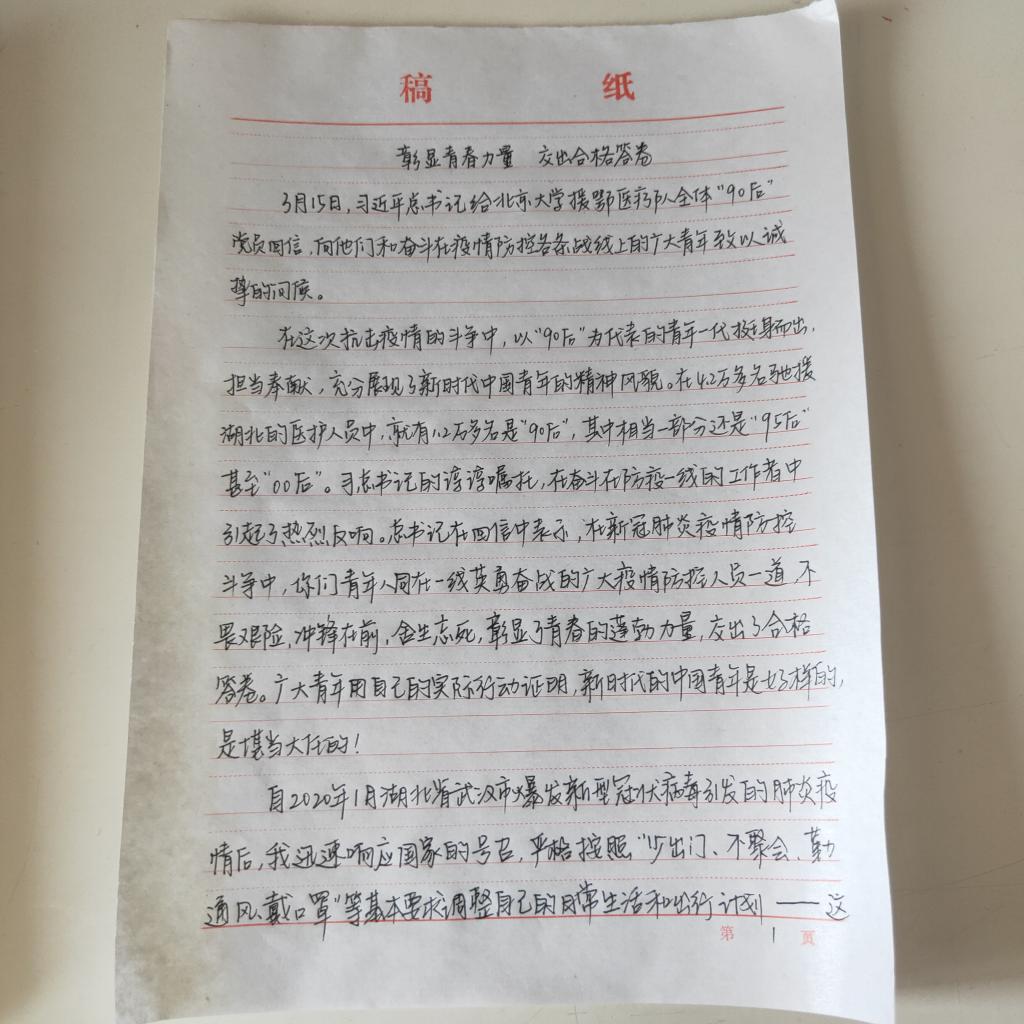 稿 纸
彰显青春力量 交出合格答卷
3月15日，习近平总书记给北京大学援鄂医疗队全体“90后”
党员回信，向他们和奋斗在疫情防控各条战线上的广大青年致以诚
挚的问候。
在这次抗击疫情的斗争中，以“90后”为代表的青年一代挺身而出，
担当奉献，充分展现了新时代中国青年的精神风貌。在4.2万多名驰援
湖北的医护人员中，就有1.2万多名是“90后”，其中相当一部分还是“95后”
甚至“00后”。习总书记的谆谆嘱托，在奋斗在防疫一线的工作者中
引起了热烈反响。总书记在回信中表示，在新冠肺炎疫情防控
斗争中，你们青年人同在一线英勇奋战的广大疫情防控人员一道，不
畏艰险，冲锋在前，舍生忘死，彰显了青春的蓬勃力量，交出了合格
答卷。广大青年用自己的实际行动证明，新时代的中国青年是好样的，
是堪当大任的！
自2020年1月湖北省武汉市爆发新型冠状病毒引发的肺炎疫
情后，我迅速响应国家的号召，严格按照“少出门、不聚会、勤
通风、戴口罩”等基本要求调整自己的日常生活和出行计划——这
第 1 页